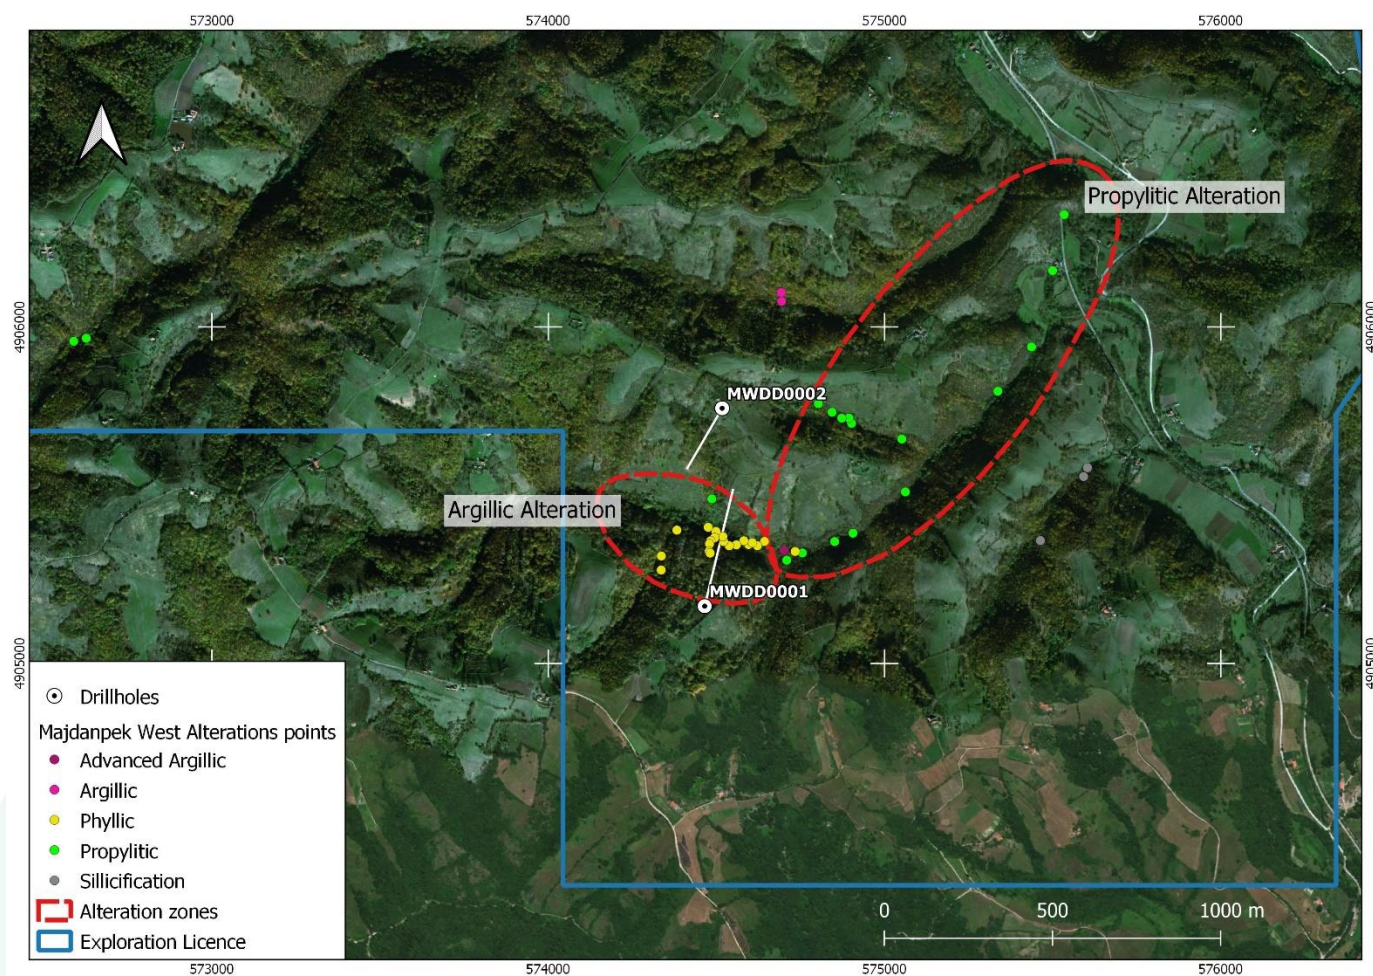 573000
574000
575000
576000
Propylitic Alteration
4906000
4906000
MWDD0002
Argillic Alteration
MWDD0001
4905000
4905000
Drillholes
Majdanpek West Alterations points
Advanced Argillic
Argillic
Phyllic
Propylitic
Sillicification
Alteration zones
Exploration Licence
0 500 1000 m
573000
574000
575000
576000